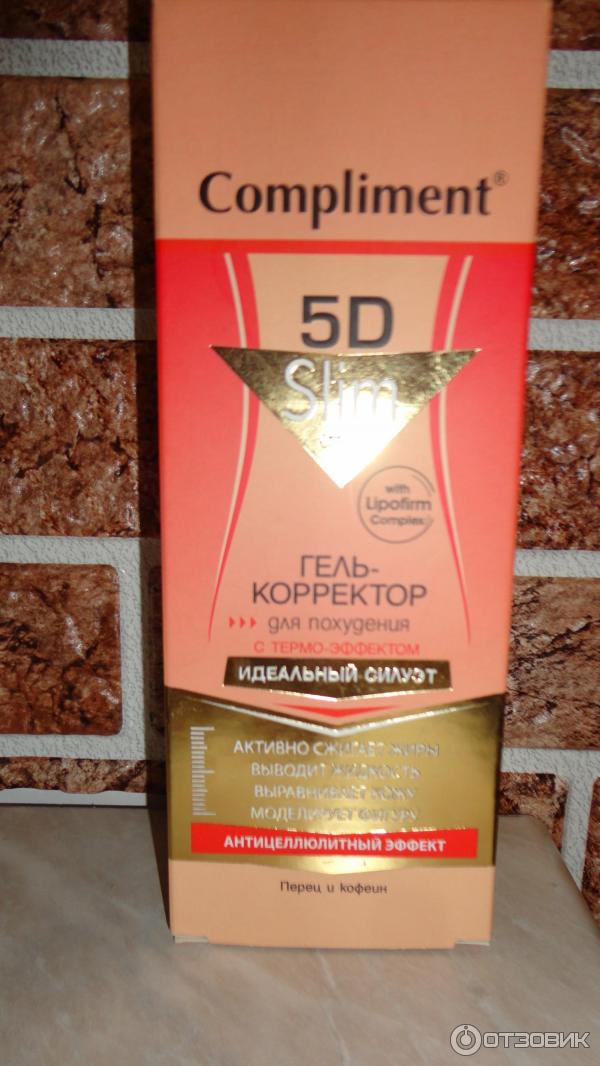 Compliment®
5D
Slim
with
Lipofirm
Complex
ГЕЛЬ-
КОРРЕКТОР
для похудения
С ТЕРМО-ЭФФЕКТОМ
ИДЕАЛЬНЫЙ СИЛУЭТ
АКТИВНО СЖИГАЕТ ЖИРЫ
ВЫВОДИТ ЖИДКОСТЬ
ВЫРАВНИВАЕТ КОЖУ
МОДЕЛИРУЕТ ФИГУРУ
АНТИЦЕЛЛЮЛИТНЫЙ ЭФФЕКТ
Перец и кофеин
ОТЗОВИК